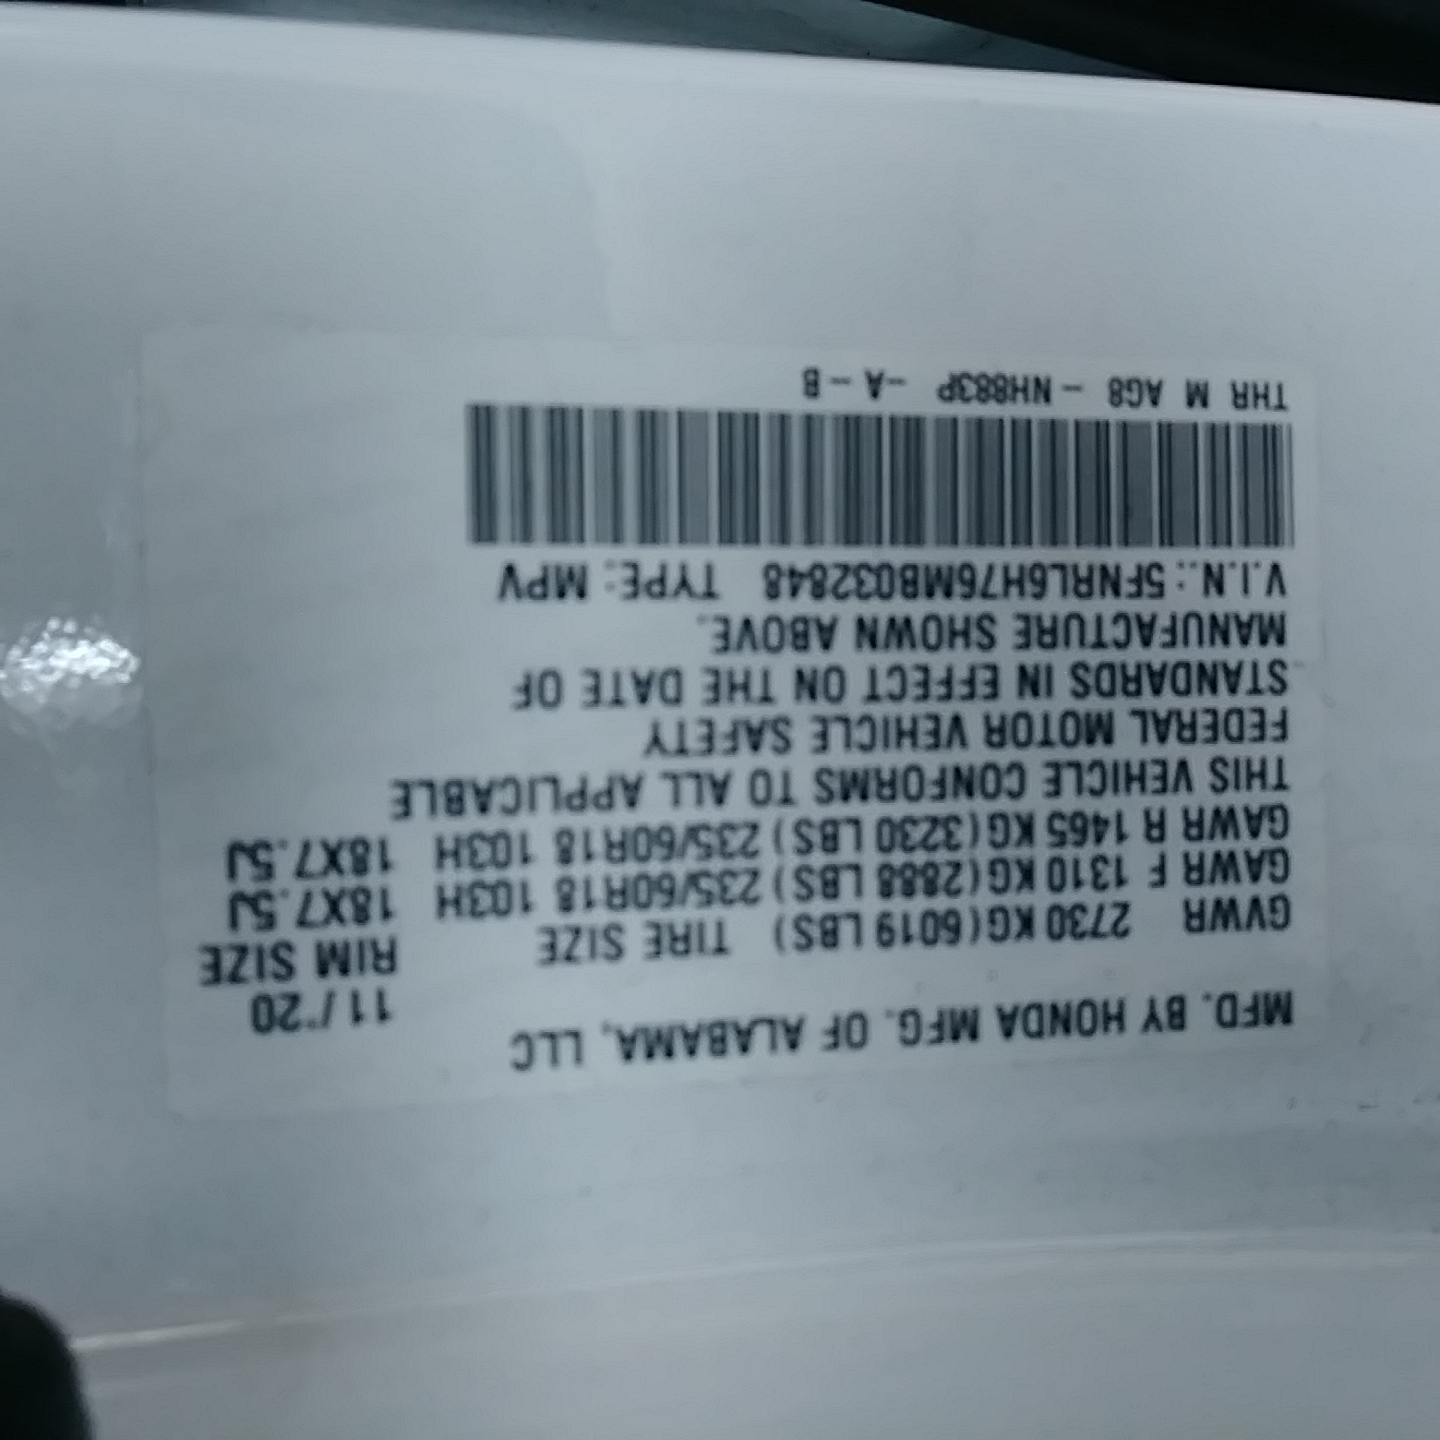 MFD. BY HONDA MFG. OF ALABAMA, LLC 11/20
GVWR 2730 KG(6019 LBS) TIRE SIZE RIM SIZE
GAWR F 1310 KG(2888 LBS) 235/60R18 103H 18X7.5J
GAWR R 1465 KG(3230 LBS) 235/60R18 103H 18X7.5J
THIS VEHICLE CONFORMS TO ALL APPLICABLE
FEDERAL MOTOR VEHICLE SAFETY
STANDARDS IN EFFECT ON THE DATE OF
MANUFACTURE SHOWN ABOVE.
V.I.N.: 5FNRL6H76MB032848 TYPE: MPV
THR M AG8 - NH883P -A - B